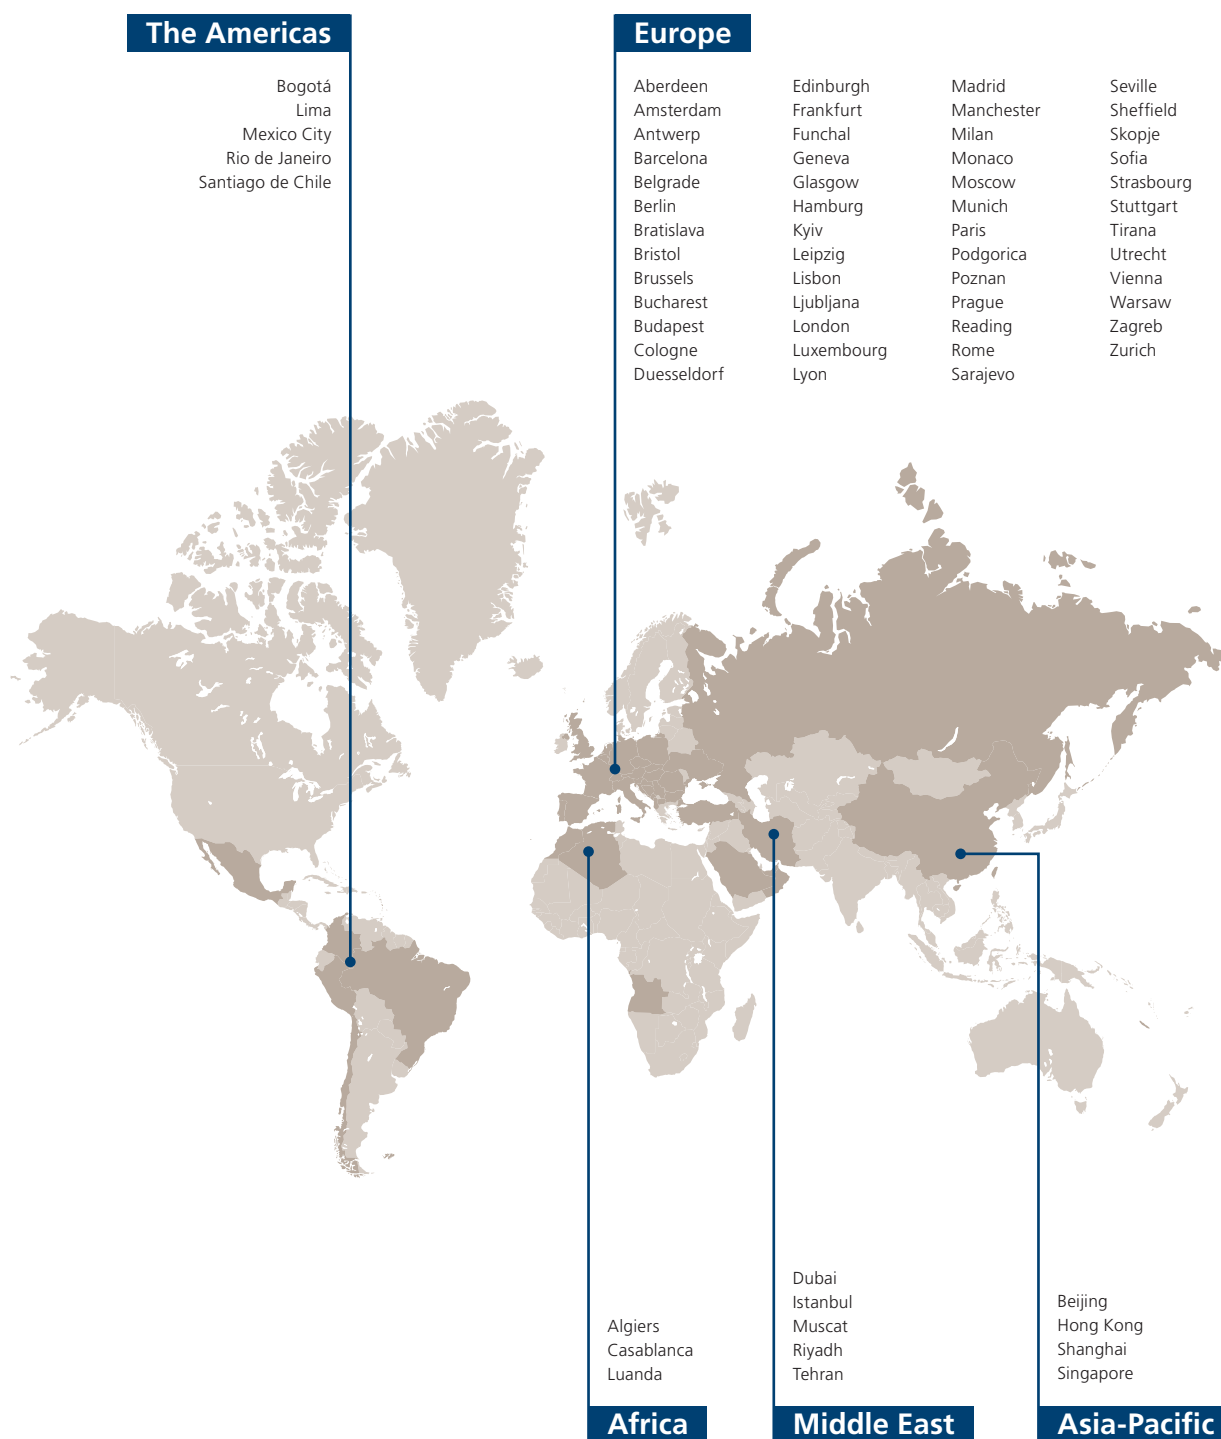 The Americas
Bogotá
Lima
Mexico City
Rio de Janeiro
Santiago de Chile
Europe
Aberdeen
Amsterdam
Antwerp
Barcelona
Belgrade
Berlin
Bratislava
Bristol
Brussels
Bucharest
Budapest
Cologne
Duesseldorf
Edinburgh
Frankfurt
Funchal
Geneva
Glasgow
Hamburg
Kyiv
Leipzig
Lisbon
Ljubljana
London
Luxembourg
Lyon
Madrid
Manchester
Milan
Monaco
Moscow
Munich
Paris
Podgorica
Poznan
Prague
Reading
Rome
Sarajevo
Seville
Sheffield
Skopje
Sofia
Strasbourg
Stuttgart
Tirana
Utrecht
Vienna
Warsaw
Zagreb
Zurich
Algiers
Casablanca
Luanda
Africa
Dubai
Istanbul
Muscat
Riyadh
Tehran
Middle East
Beijing
Hong Kong
Shanghai
Singapore
Asia-Pacific